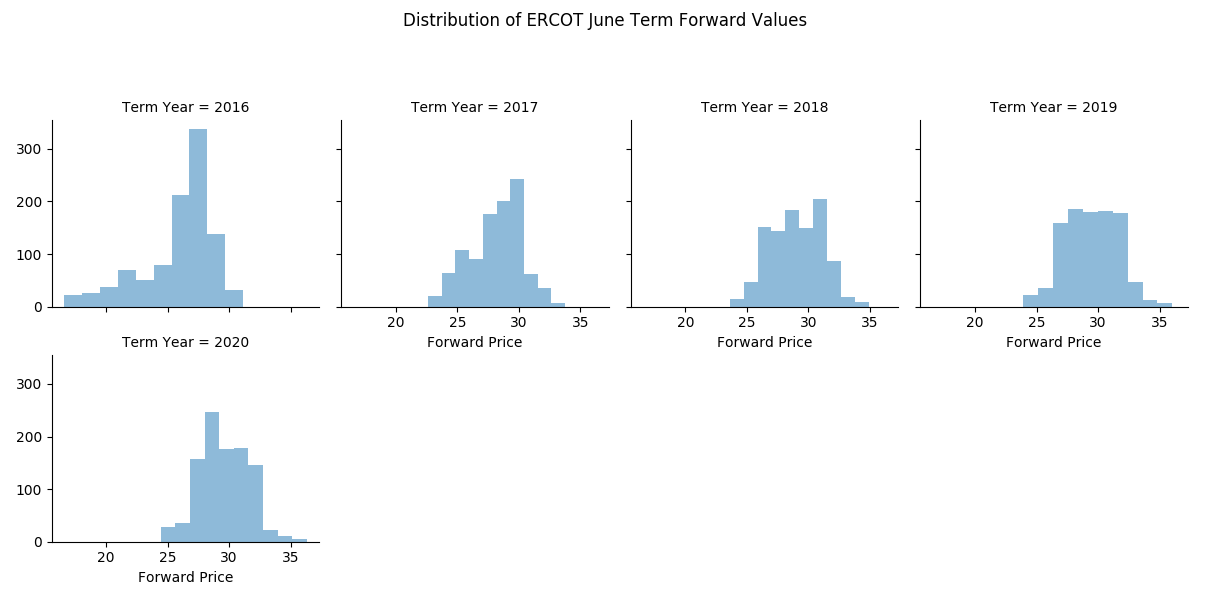 Distribution of ERCOT June Term Forward Values
Term Year = 2016
Term Year = 2017
Term Year = 2018
Term Year = 2019
300
200
100
0
20 25 30 35
20 25 30 35
20 25 30 35
Forward Price
Forward Price
Forward Price
Term Year = 2020
300
200
100
0
20 25 30 35
Forward Price